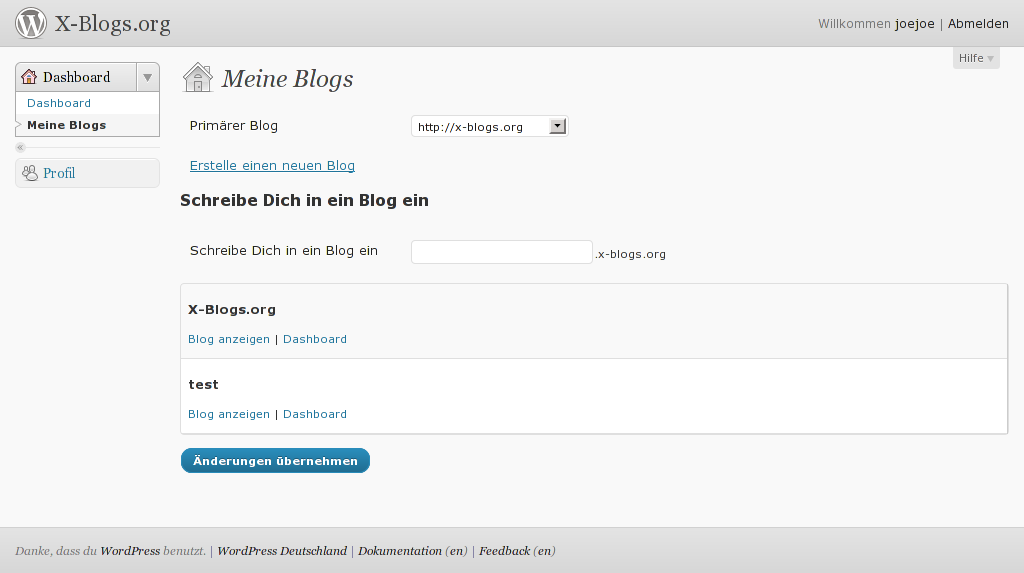 X-Blogs.org
Willkommen joejoe | Abmelden
Hilfe
Dashboard
Dashboard
Meine Blogs
Profil
Meine Blogs
Primärer Blog
http://x-blogs.org
Erstelle einen neuen Blog
Schreibe Dich in ein Blog ein
Schreibe Dich in ein Blog ein
.x-blogs.org
X-Blogs.org
Blog anzeigen | Dashboard
test
Blog anzeigen | Dashboard
Änderungen übernehmen
Danke, dass du WordPress benutzt. | WordPress Deutschland | Dokumentation (en) | Feedback (en)